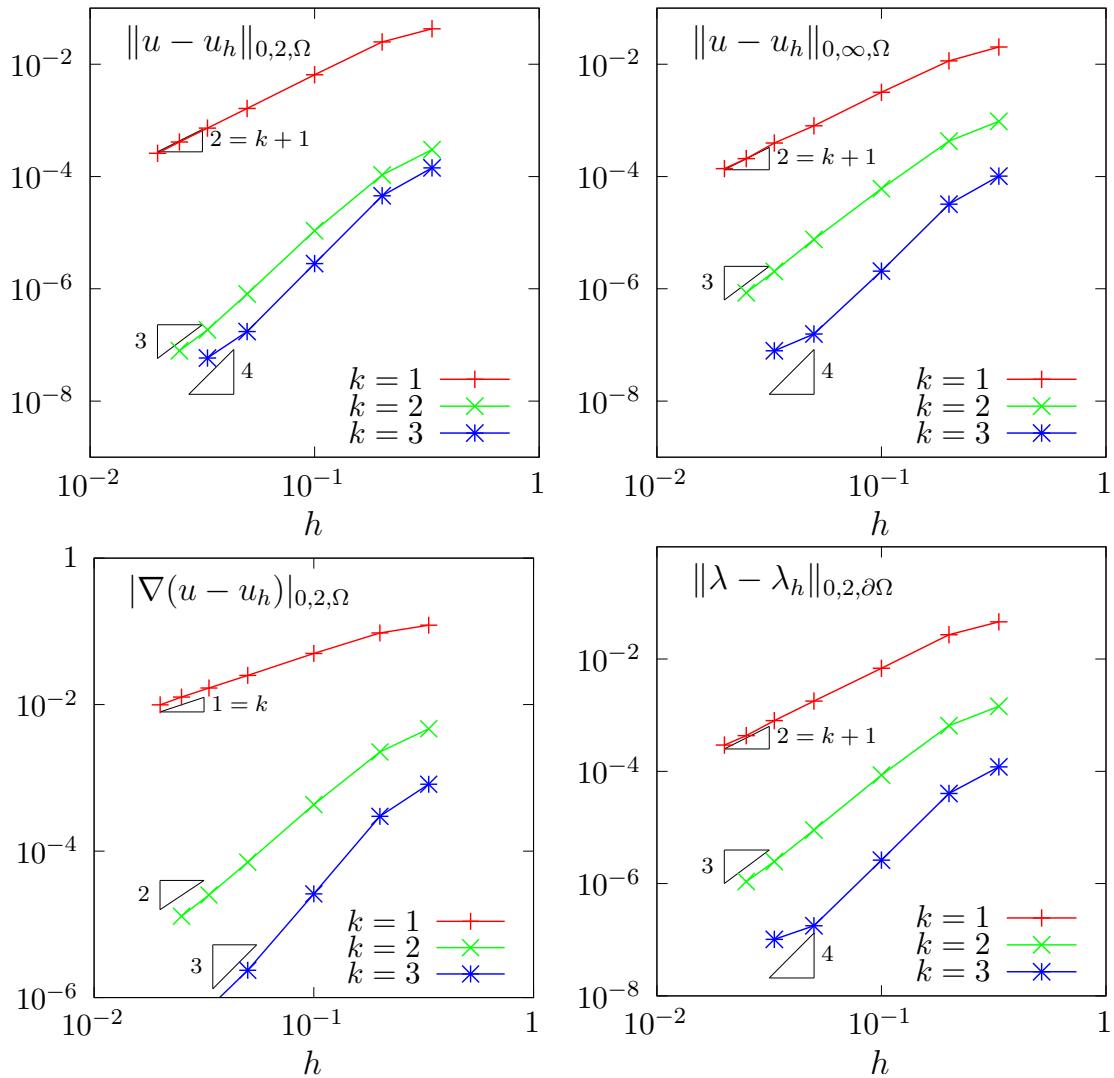 ‖u − u_h‖_{0,2,Ω}
10^{−2}
10^{−4}
10^{−6}
10^{−8}
2 = k + 1
3
4
k = 1
k = 2
k = 3
10^{−2} 10^{−1} 1
h
‖u − u_h‖_{0,∞,Ω}
10^{−2}
10^{−4}
10^{−6}
10^{−8}
2 = k + 1
3
4
k = 1
k = 2
k = 3
10^{−2} 10^{−1} 1
h
|∇(u − u_h)|_{0,2,Ω}
1
10^{−2}
10^{−4}
10^{−6}
1 = k
2
3
k = 1
k = 2
k = 3
10^{−2} 10^{−1} 1
h
‖λ − λ_h‖_{0,2,∂Ω}
10^{−2}
10^{−4}
10^{−6}
10^{−8}
2 = k + 1
3
4
k = 1
k = 2
k = 3
10^{−2} 10^{−1} 1
h